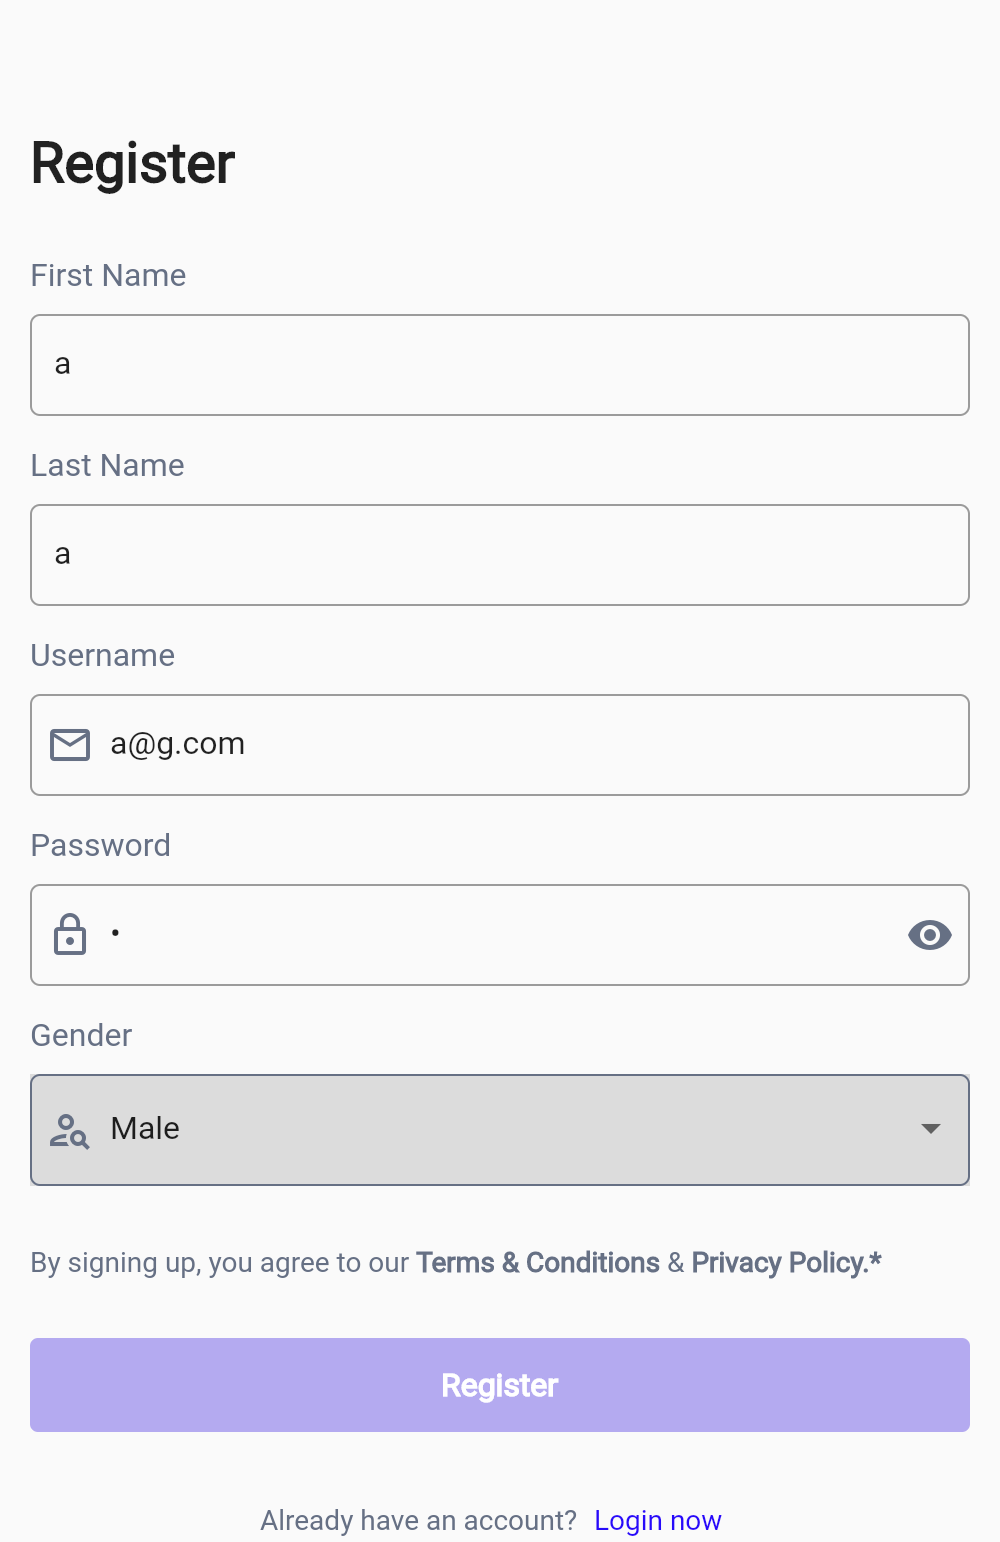 Register
First Name
a
Last Name
a
Username
a@g.com
Password
•
Gender
Male
By signing up, you agree to our Terms & Conditions & Privacy Policy.*
Register
Already have an account? Login now